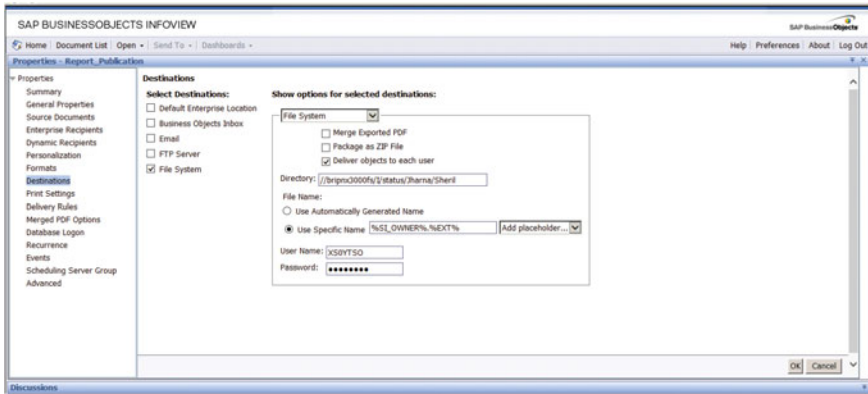 SAP BUSINESSOBJECTS INFOVIEW
SAP BusinessObjects
Home Document List Open Send To Dashboards Help Preferences About Log Out
Properties - Report_Publication
Properties
Summary
General Properties
Source Documents
Enterprise Recipients
Dynamic Recipients
Personalization
Formats
Destinations
Print Settings
Delivery Rules
Merged PDF Options
Database Logon
Recurrence
Events
Scheduling Server Group
Advanced
Destinations
Select Destinations:
Default Enterprise Location
Business Objects Inbox
Email
FTP Server
File System
Show options for selected destinations:
File System
Merge Exported PDF
Package as ZIP File
Deliver objects to each user
Directory: //bripnx3000fs/I/status/Jharna/Sheril
File Name:
Use Automatically Generated Name
Use Specific Name %SI_OWNER%.%EXT% Add placeholder...
User Name: XS0YTSO
Password: ••••••••
OK Cancel
Discussions